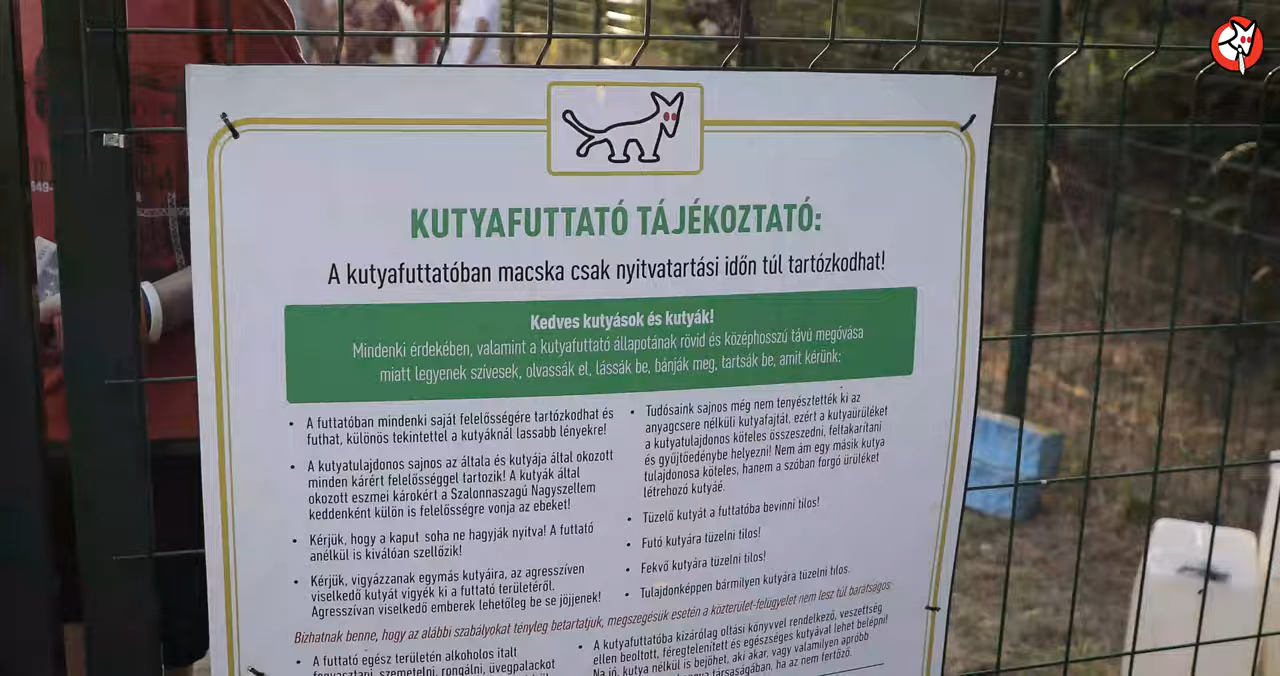 649-
KUTYAFUTTATÓ TÁJÉKOZTATÓ:
A kutyafuttatóban macska csak nyitvatartási időn túl tartózkodhat!
Kedves kutyások és kutyák!
Mindenki érdekében, valamint a kutyafuttató állapotának rövid és középhosszú távú megóvása
miatt legyenek szívesek, olvassák el, lássák be, bánják meg, tartsák be, amit kérünk:
• A futtatóban mindenki saját felelősségére tartózkodhat és
futhat, különös tekintettel a kutyáknál lassabb lényekre!
• A kutyatulajdonos sajnos az általa és kutyája által okozott
minden kárért felelősséggel tartozik! A kutyák által
okozott eszmei károkért a Szalonnaszagú Nagyszellem
keddenként külön is felelősségre vonja az ebeket!
• Kérjük, hogy a kaput soha ne hagyják nyitva! A futtató
anélkül is kiválóan szellőzik!
• Kérjük, vigyázzanak egymás kutyáira, az agresszíven
viselkedő kutyát vigyék ki a futtató területéről.
Agresszívan viselkedő emberek lehetőleg be se jöjjenek!
• Tudósaink sajnos még nem tenyésztették ki az
anyagcsere nélküli kutyafajtát, ezért a kutyaürüléket
a kutyatulajdonos köteles összeszedni, feltakarítani
és gyűjtőedénybe helyezni! Nem ám egy másik kutya
tulajdonosa köteles, hanem a szóban forgó ürüléket
létrehozó kutyáé.
• Tüzelő kutyát a futtatóba bevinni tilos!
• Futó kutyára tüzelni tilos!
• Fekvő kutyára tüzelni tilos!
• Tulajdonképpen bármilyen kutyára tüzelni tilos.
Bízhatnak benne, hogy az alábbi szabályokat tényleg betartatjuk, megszegésük esetén a közterület-felügyelet nem lesz túl barátságos
• A futtató egész területén alkoholos italt
fogyasztani, szemetelni, rongálni, üvegpalackot
• A kutyafuttatóba kizárólag oltási könyvvel rendelkező, veszettség
ellen beoltott, féregtelenített és egészséges kutyával lehet belépni!
Na jó, kutya nélkül is bejöhet, aki akar, vagy valamilyen apróbb
társaságában, ha az nem fertőző.